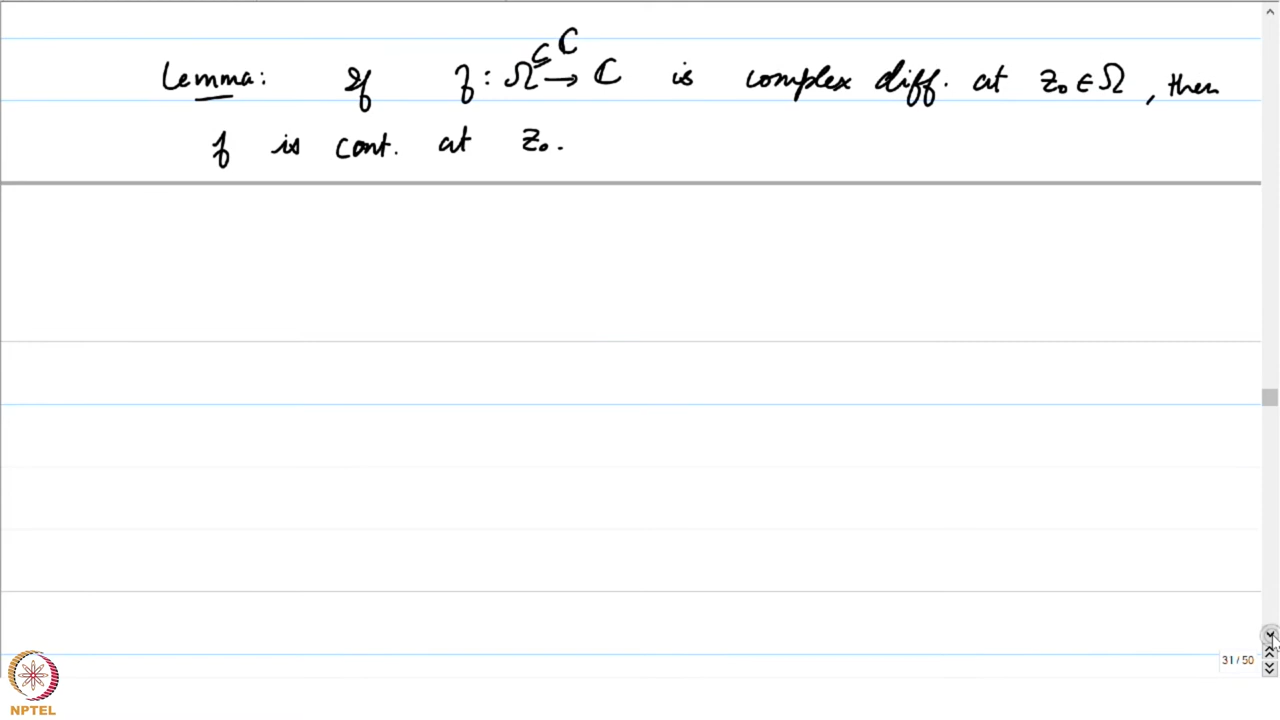 Lemma: If f : Ω ⊆ ℂ → ℂ is complex diff. at z₀ ∈ Ω, then
f is cont. at z₀.
31 / 50
NPTEL